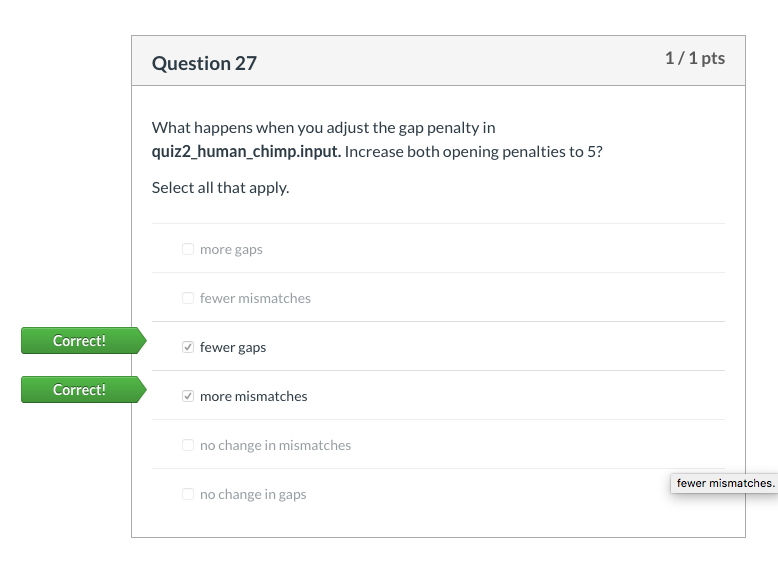 Question 27
1 / 1 pts
What happens when you adjust the gap penalty in
quiz2_human_chimp.input. Increase both opening penalties to 5?
Select all that apply.
more gaps
fewer mismatches
Correct!
fewer gaps
Correct!
more mismatches
no change in mismatches
fewer mismatches.
no change in gaps